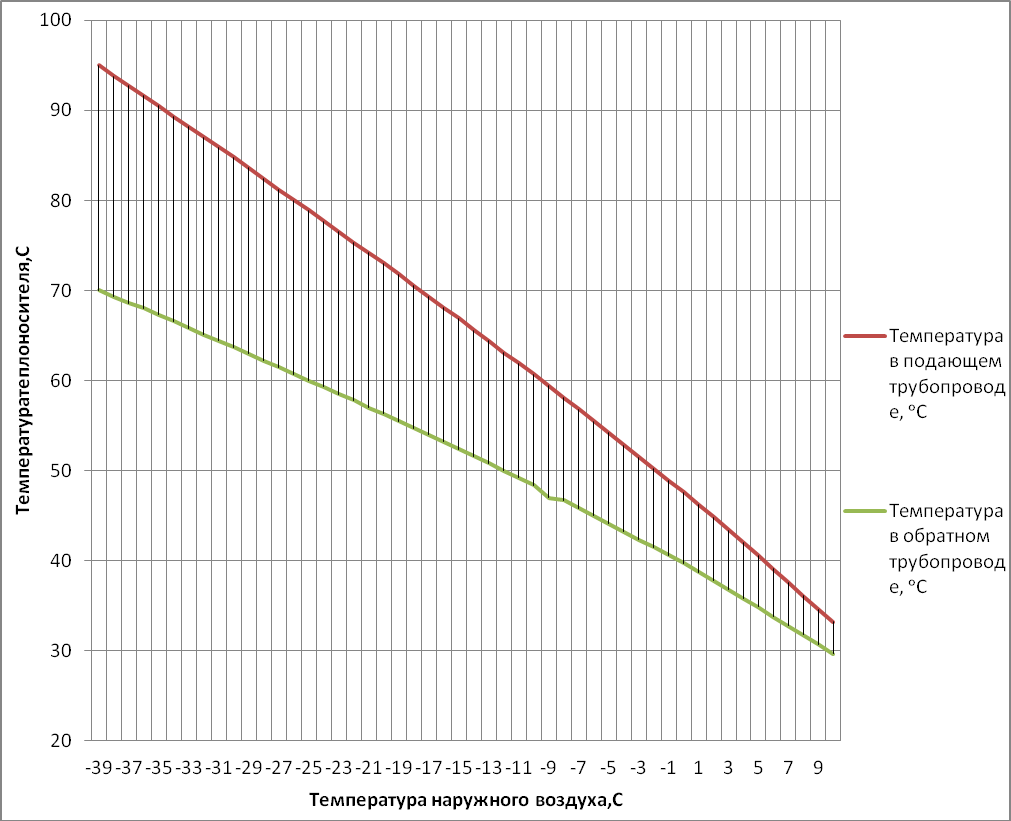 100
90
80
70
60
50
40
30
20
Температуратеплоносителя,С
-39 -37 -35 -33 -31 -29 -27 -25 -23 -21 -19 -17 -15 -13 -11 -9 -7 -5 -3 -1 1 3 5 7 9
Температура наружного воздуха,С
Температура
в подающем
трубопровод
е, °С
Температура
в обратном
трубопровод
е, °С